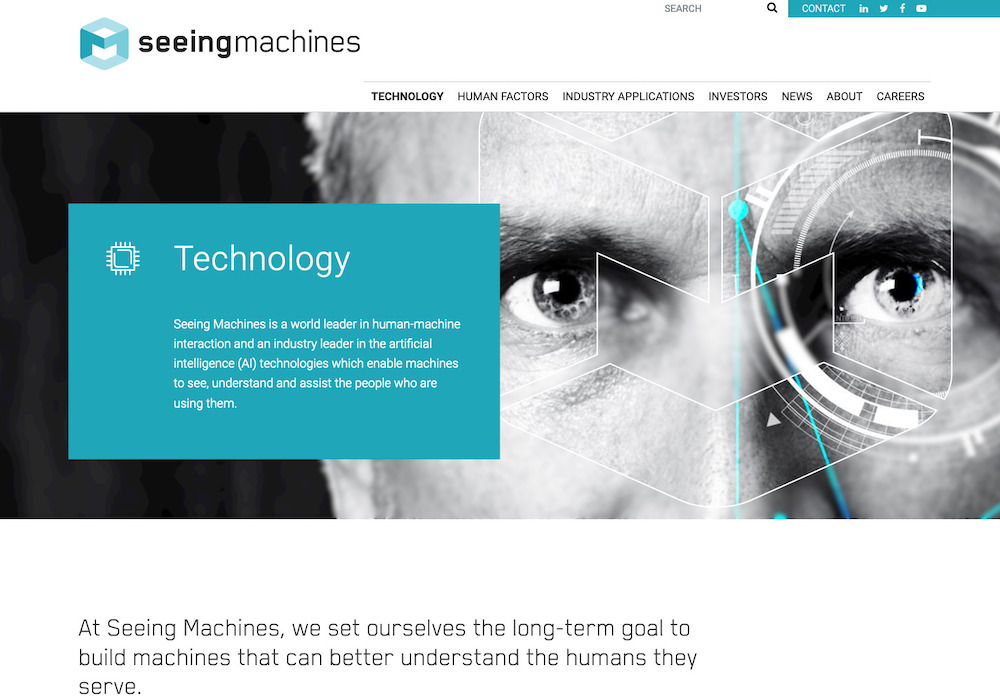 SEARCH
CONTACT
seeingmachines
TECHNOLOGY HUMAN FACTORS INDUSTRY APPLICATIONS INVESTORS NEWS ABOUT CAREERS
Technology
Seeing Machines is a world leader in human-machine
interaction and an industry leader in the artificial
intelligence (AI) technologies which enable machines
to see, understand and assist the people who are
using them.
At Seeing Machines, we set ourselves the long-term goal to
build machines that can better understand the humans they
serve.